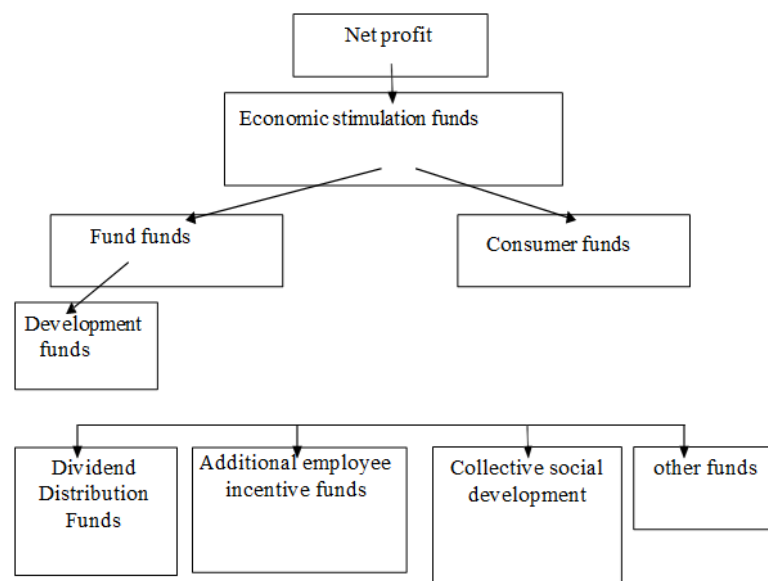 Net profit
Economic stimulation funds
Fund funds
Consumer funds
Development
funds
Dividend
Distribution
Funds
Additional employee
incentive funds
Collective social
development
other funds